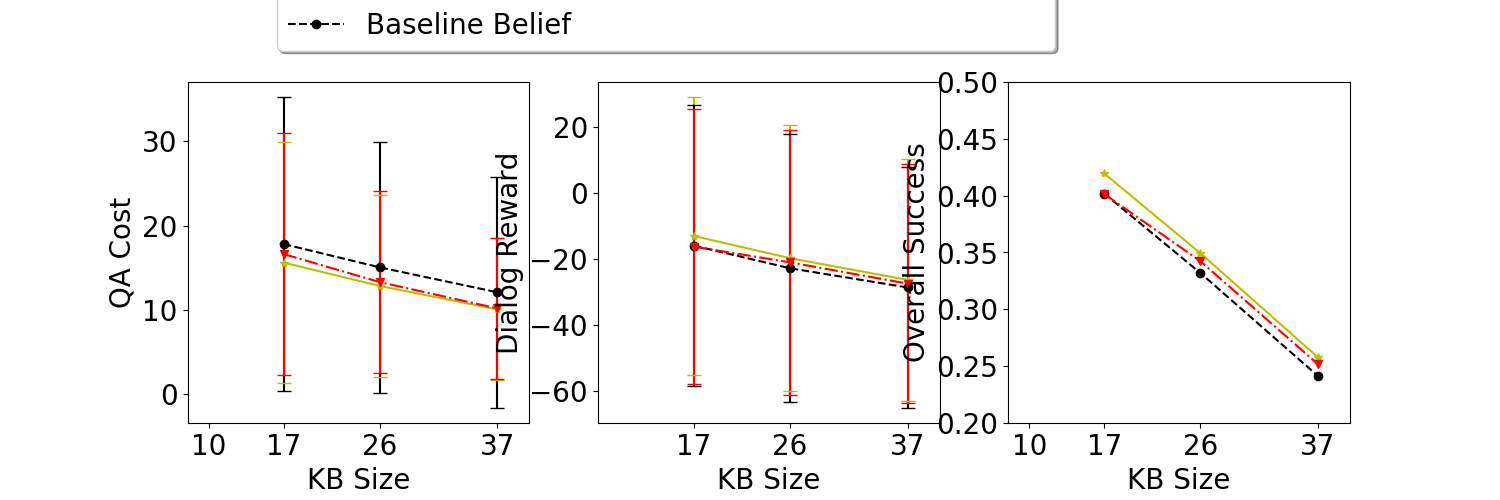 Baseline Belief
QA Cost
30
20
10
0
10 17 26 37
KB Size
Dialog Reward
20
0
−20
−40
−60
17 26 37
KB Size
Overall Success
0.50
0.45
0.40
0.35
0.30
0.25
0.20
10 17 26 37
KB Size